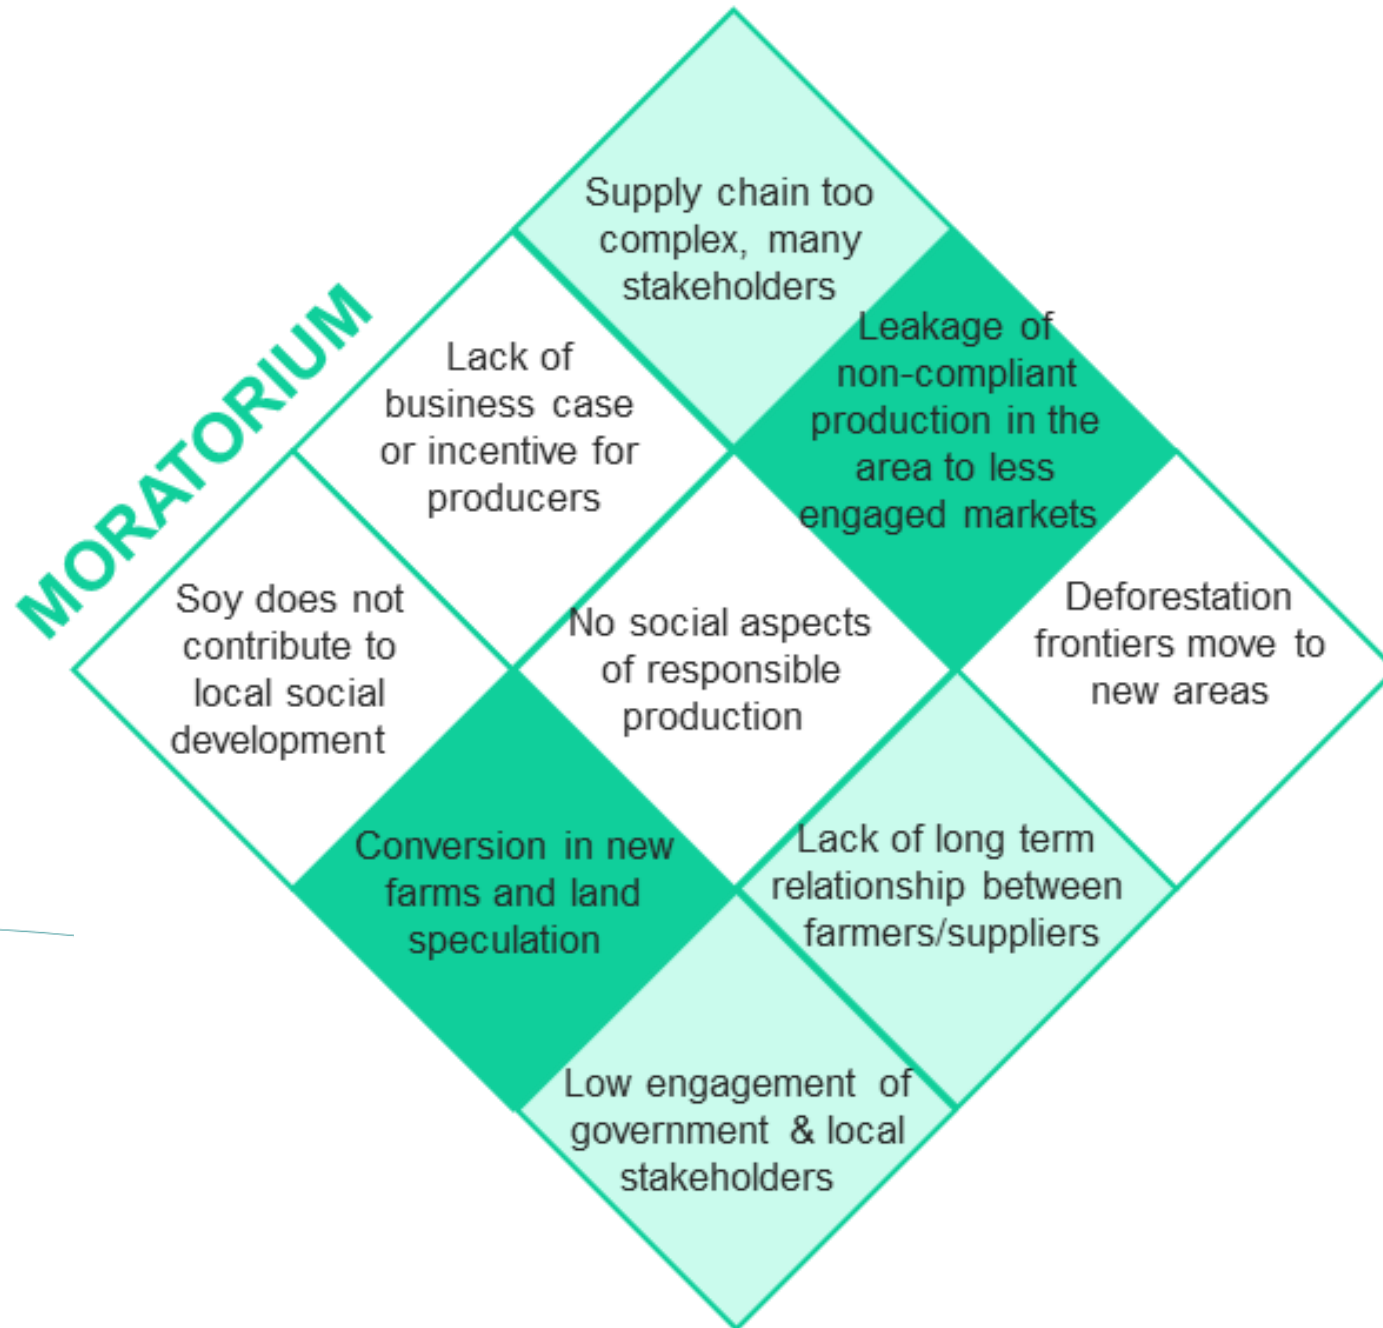 MORATORIUM
Supply chain too
complex, many
stakeholders
Lack of
business case
or incentive for
producers
Leakage of
non-compliant
production in the
area to less
engaged markets
Soy does not
contribute to
local social
development
No social aspects
of responsible
production
Deforestation
frontiers move to
new areas
Conversion in new
farms and land
speculation
Lack of long term
relationship between
farmers/suppliers
Low engagement of
government & local
stakeholders